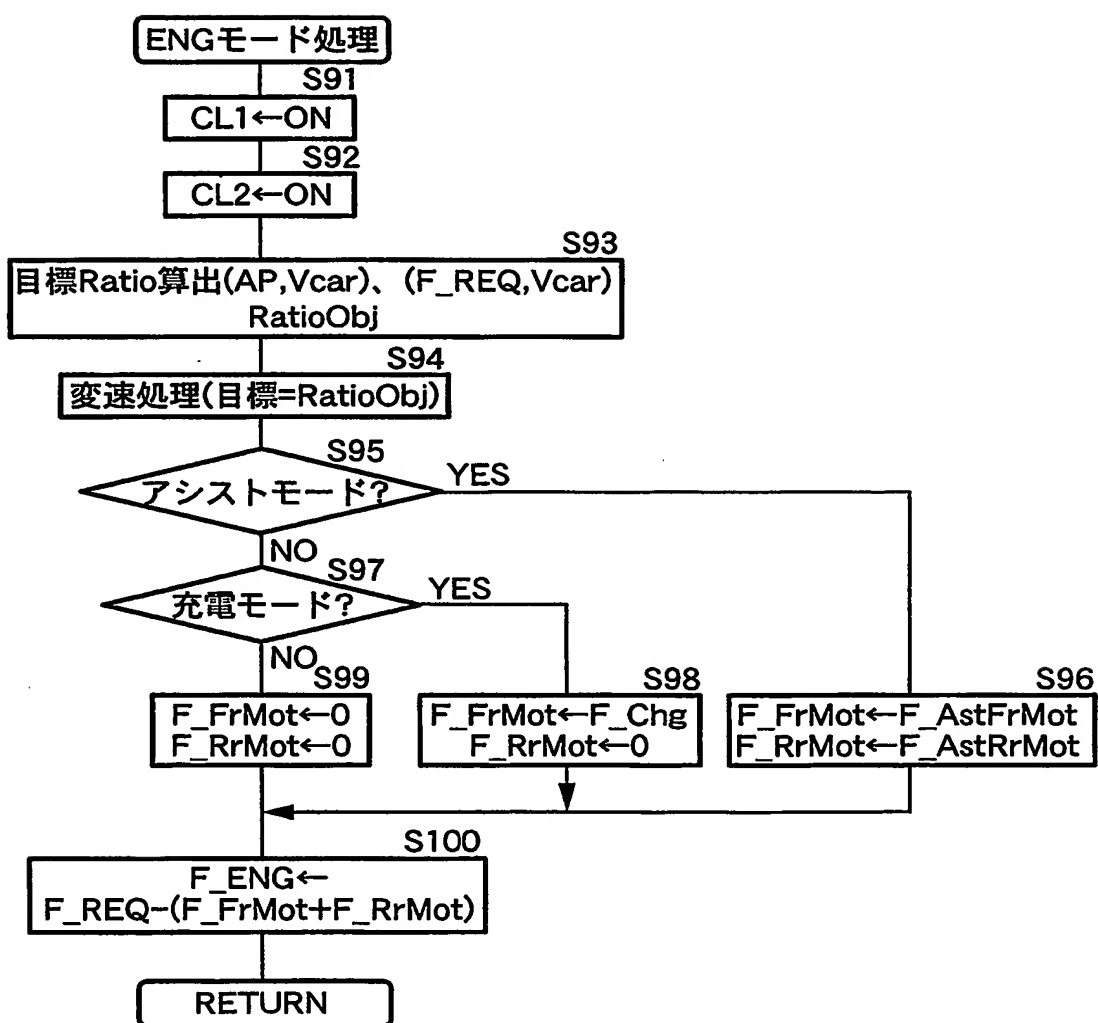 ENGモード処理
S91
CL1←ON
S92
CL2←ON
S93
目標Ratio算出(AP,Vcar)、(F_REQ,Vcar)
RatioObj
S94
変速処理(目標=RatioObj)
S95
アシストモード?
YES
NO
S97
充電モード?
YES
NO
S99
F_FrMot←0
F_RrMot←0
S98
F_FrMot←F_Chg
F_RrMot←0
S96
F_FrMot←F_AstFrMot
F_RrMot←F_AstRrMot
S100
F_ENG←
F_REQ-(F_FrMot+F_RrMot)
RETURN